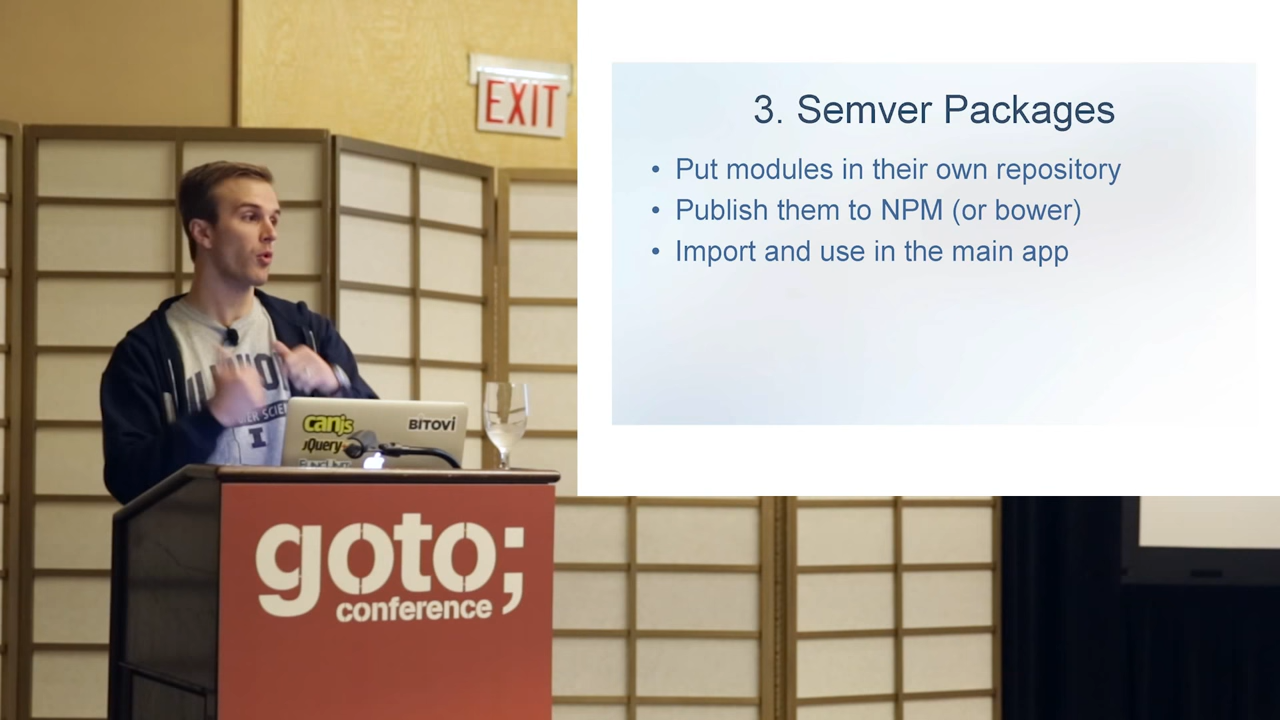 EXIT
3. Semver Packages
• Put modules in their own repository
• Publish them to NPM (or bower)
• Import and use in the main app
canjs
BITOVI
jQuery
I
goto;
conference